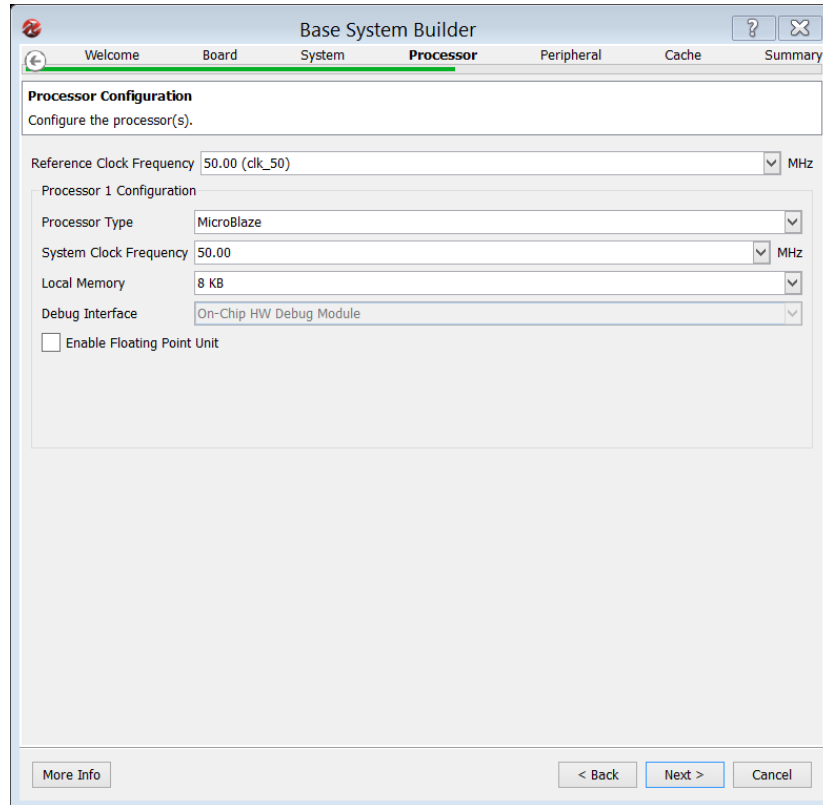 Base System Builder
Welcome Board System Processor Peripheral Cache Summary
Processor Configuration
Configure the processor(s).
Reference Clock Frequency 50.00 (clk_50) MHz
Processor 1 Configuration
Processor Type MicroBlaze
System Clock Frequency 50.00 MHz
Local Memory 8 KB
Debug Interface On-Chip HW Debug Module
Enable Floating Point Unit
More Info < Back Next > Cancel